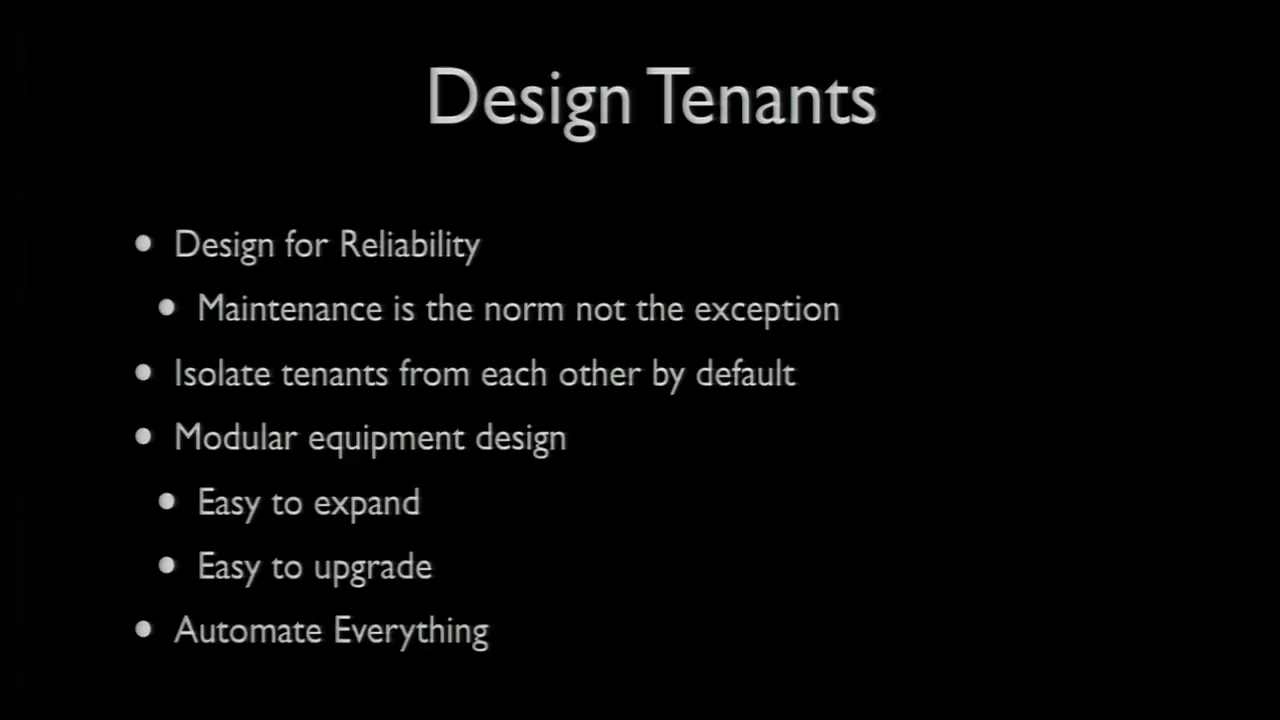 Design Tenants
• Design for Reliability
• Maintenance is the norm not the exception
• Isolate tenants from each other by default
• Modular equipment design
• Easy to expand
• Easy to upgrade
• Automate Everything